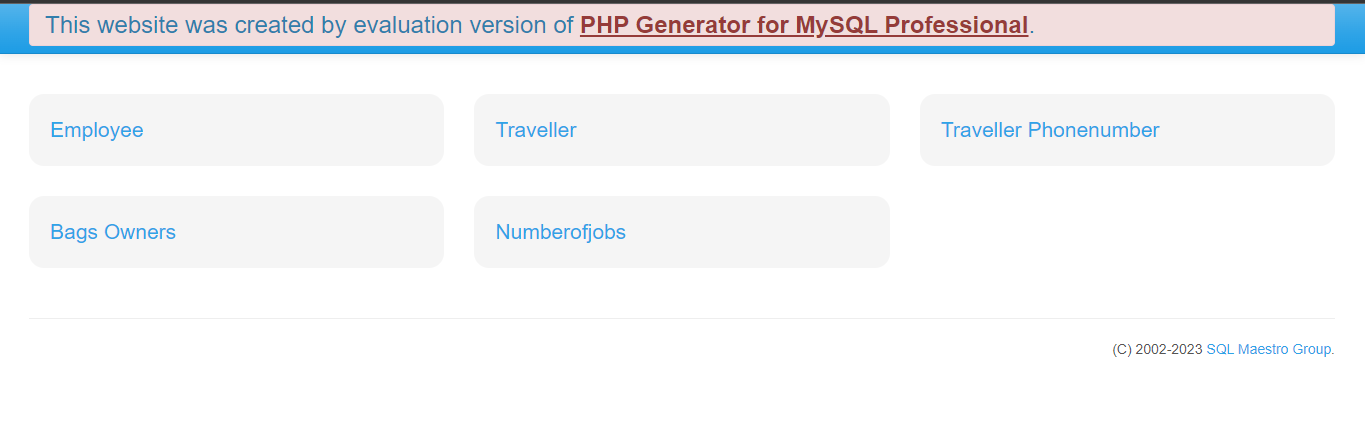 This website was created by evaluation version of PHP Generator for MySQL Professional.
Employee
Traveller
Traveller Phonenumber
Bags Owners
Numberofjobs
(C) 2002-2023 SQL Maestro Group.